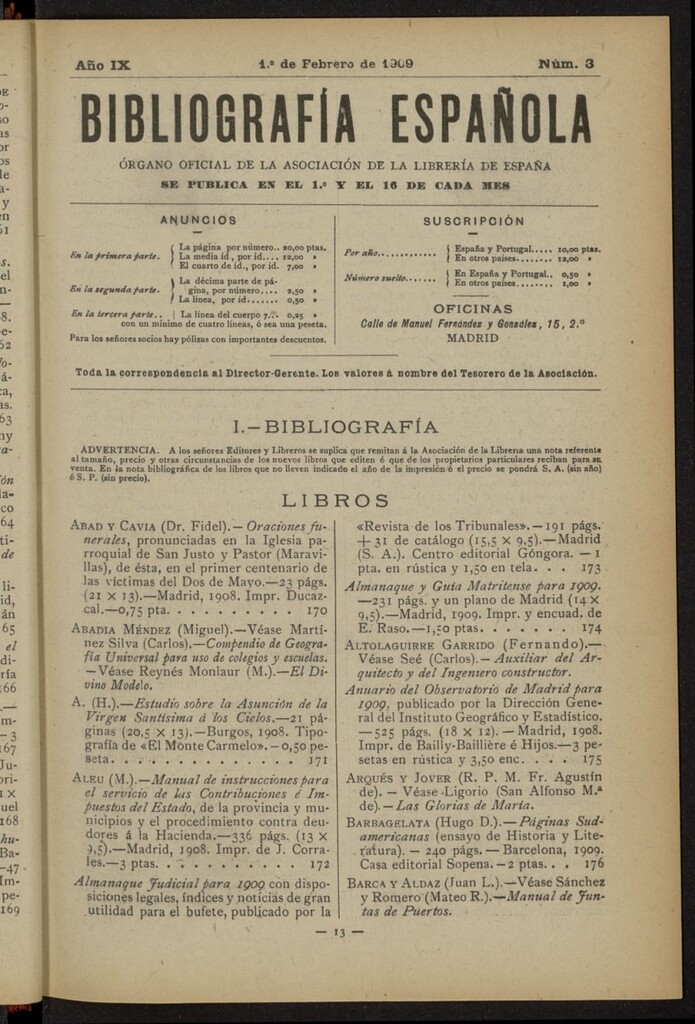 Año IX
1.º de Febrero de 1909
Núm. 3
BIBLIOGRAFÍA ESPAÑOLA
ÓRGANO OFICIAL DE LA ASOCIACIÓN DE LA LIBRERÍA DE ESPAÑA
SE PUBLICA EN EL 1.º Y EL 16 DE CADA MES
ANUNCIOS
En la primera parte. { La página por número.. 20,00 ptas.
La media id, por id.... 12,00 »
El cuarto de id., por id. 7,00 »
En la segunda parte. } La décima parte de pá-
gina, por número.... 2,50 »
La línea, por id....... 0,50 »
En la tercera parte.. | La línea del cuerpo 7... 0,25 »
con un mínimo de cuatro líneas, ó sea una peseta.
Para los señores socios hay pólizas con importantes descuentos.
SUSCRIPCIÓN
Por año............ { España y Portugal..... 10,00 ptas.
En otros países....... 12,00 »
Número suelto....... { En España y Portugal.. 0,50 »
En otros países....... 1,00 »
OFICINAS
Calle de Manuel Fernández y González, 15, 2.º
MADRID
Toda la correspondencia al Director-Gerente. Los valores á nombre del Tesorero de la Asociación.
I.—BIBLIOGRAFÍA
ADVERTENCIA. A los señores Editores y Libreros se suplica que remitan á la Asociación de la Librería una nota referente
al tamaño, precio y otras circunstancias de los nuevos libros que editen ó que de los propietarios particulares reciban para su
venta. En la nota bibliográfica de los libros que no lleven indicado el año de la impresión ó el precio se pondrá S. A. (sin año)
ó S. P. (sin precio).
LIBROS
ABAD Y CAVIA (Dr. Fidel).—Oraciones fu-
nerales, pronunciadas en la Iglesia pa-
rroquial de San Justo y Pastor (Maravi-
llas), de ésta, en el primer centenario de
las víctimas del Dos de Mayo.—23 págs.
(21 X 13).—Madrid, 1908. Impr. Ducaz-
cal.—0,75 pta. . . . . . . . . . 170
ABADIA MÉNDEZ (Miguel).—Véase Martí-
nez Silva (Carlos).—Compendio de Geogra-
fía Universal para uso de colegios y escuelas.
—Véase Reynés Monlaur (M.).—El Di-
vino Modelo.
A. (H.).—Estudio sobre la Asunción de la
Virgen Santísima á los Cielos.—21 pá-
ginas (20,5 X 13).—Burgos, 1908. Tipo-
grafía de «El Monte Carmelo».—0,50 pe-
seta. . . . . . . . . . . . . 171
ALEU (M.).—Manual de instrucciones para
el servicio de las Contribuciones é Im-
puestos del Estado, de la provincia y mu-
nicipios y el procedimiento contra deu-
dores á la Hacienda.—336 págs. (13 X
9,5).—Madrid, 1908. Impr. de J. Corra-
les.—3 ptas. . . . . . . . . . 172
Almanaque Judicial para 1909 con dispo-
siciones legales, índices y noticias de gran
utilidad para el bufete, publicado por la
«Revista de los Tribunales».—191 págs.
+ 31 de catálogo (15,5 X 9,5).—Madrid
(S. A.). Centro editorial Góngora. — 1
pta. en rústica y 1,50 en tela. . . 173
Almanaque y Guía Matritense para 1909.
—231 págs. y un plano de Madrid (14 X
9,5).—Madrid, 1909. Impr. y encuad. de
E. Raso.—1,50 ptas. . . . . . . 174
ALTOLAGUIRRE GARRIDO (Fernando).—
Véase Seé (Carlos).—Auxiliar del Ar-
quitecto y del Ingeniero constructor.
Anuario del Observatorio de Madrid para
1909, publicado por la Dirección Gene-
ral del Instituto Geográfico y Estadístico.
—525 págs. (18 X 12).—Madrid, 1908.
Impr. de Bailly-Baillière é Hijos.—3 pe-
setas en rústica y 3,50 enc. . . . 175
ARQUÉS Y JOVER (R. P. M. Fr. Agustín
de). — Véase-Ligorio (San Alfonso M.ª
de).—Las Glorias de María.
BARBAGELATA (Hugo D.).—Páginas Sud-
americanas (ensayo de Historia y Lite-
ratura). — 240 págs. — Barcelona, 1909.
Casa editorial Sopena.—2 ptas. . . 176
BARCA Y ALDAZ (Juan L.).—Véase Sánchez
y Romero (Mateo R.).—Manual de Jun-
tas de Puertos.
— 13 —